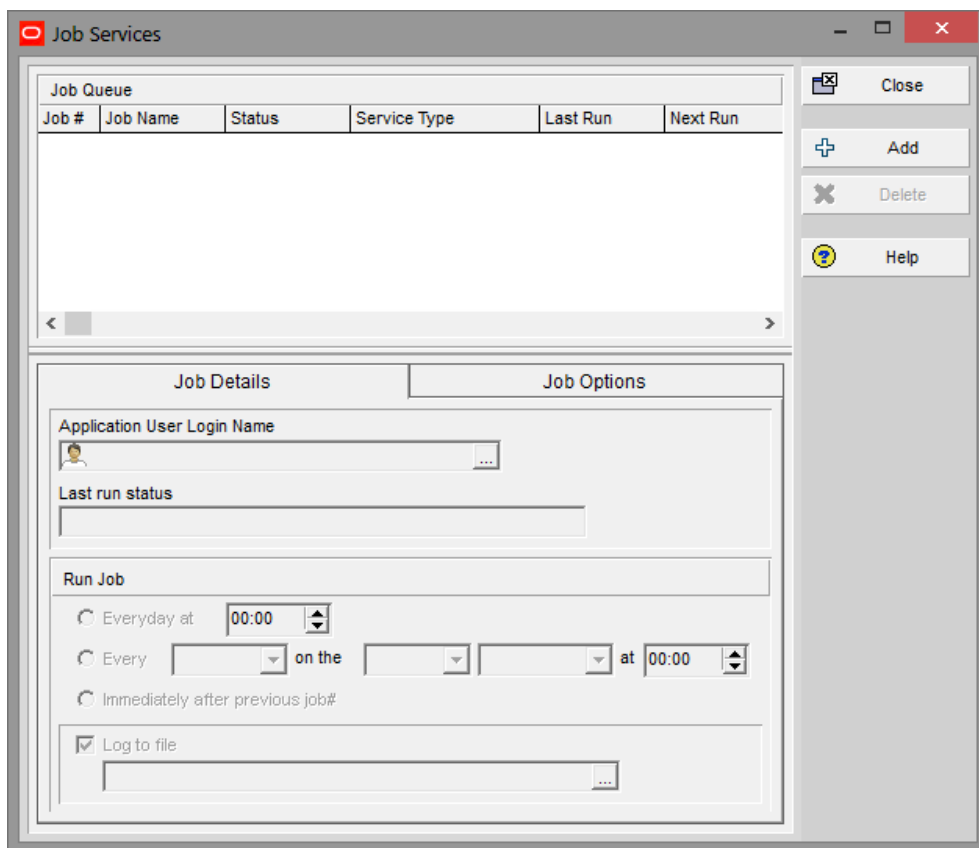 Job Services
Job Queue
Job # Job Name Status Service Type Last Run Next Run
Close
Add
Delete
Help
Job Details Job Options
Application User Login Name
...
Last run status
Run Job
Everyday at 00:00
Every on the at 00:00
Immediately after previous job#
Log to file
...